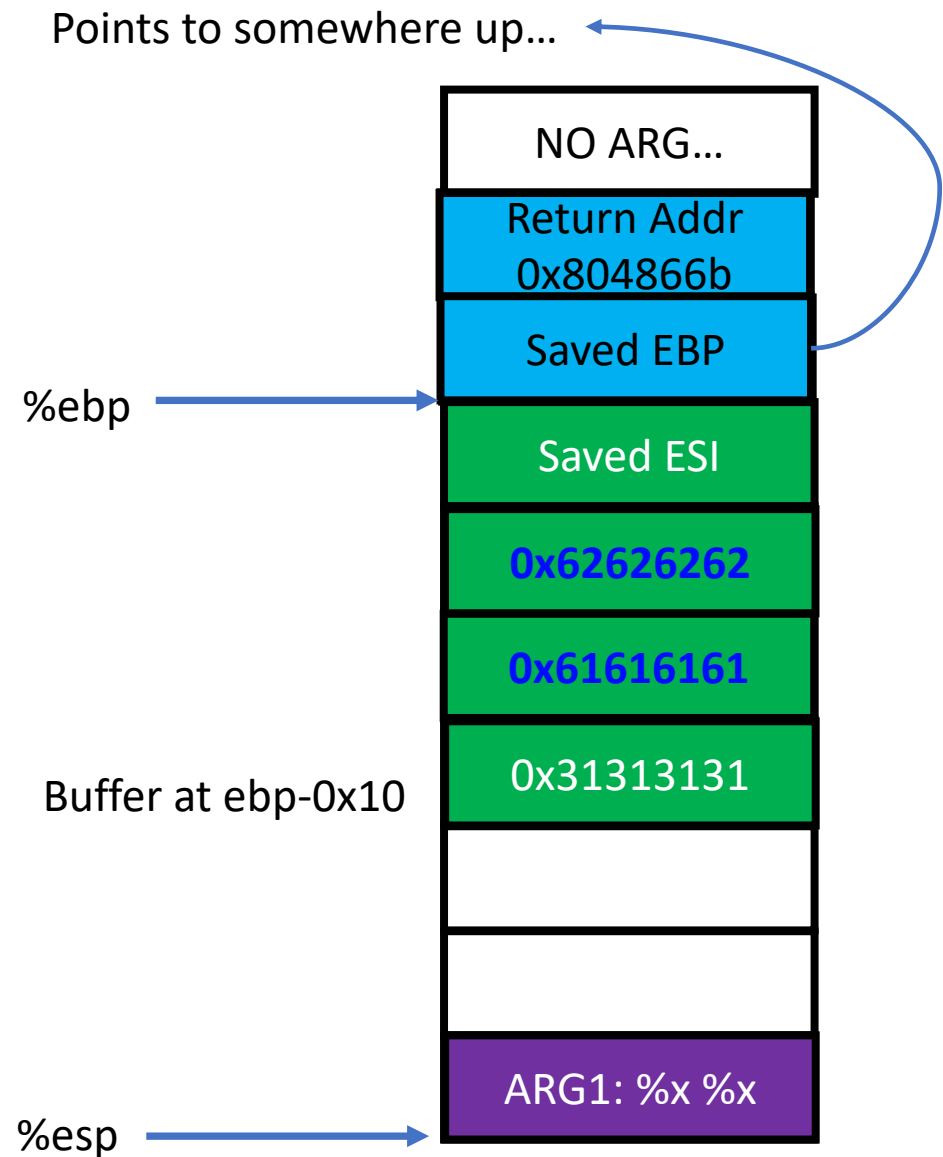 Points to somewhere up…
NO ARG…
Return Addr
0x804866b
Saved EBP
%ebp
Saved ESI
0x62626262
0x61616161
0x31313131
Buffer at ebp-0x10
ARG1: %x %x
%esp